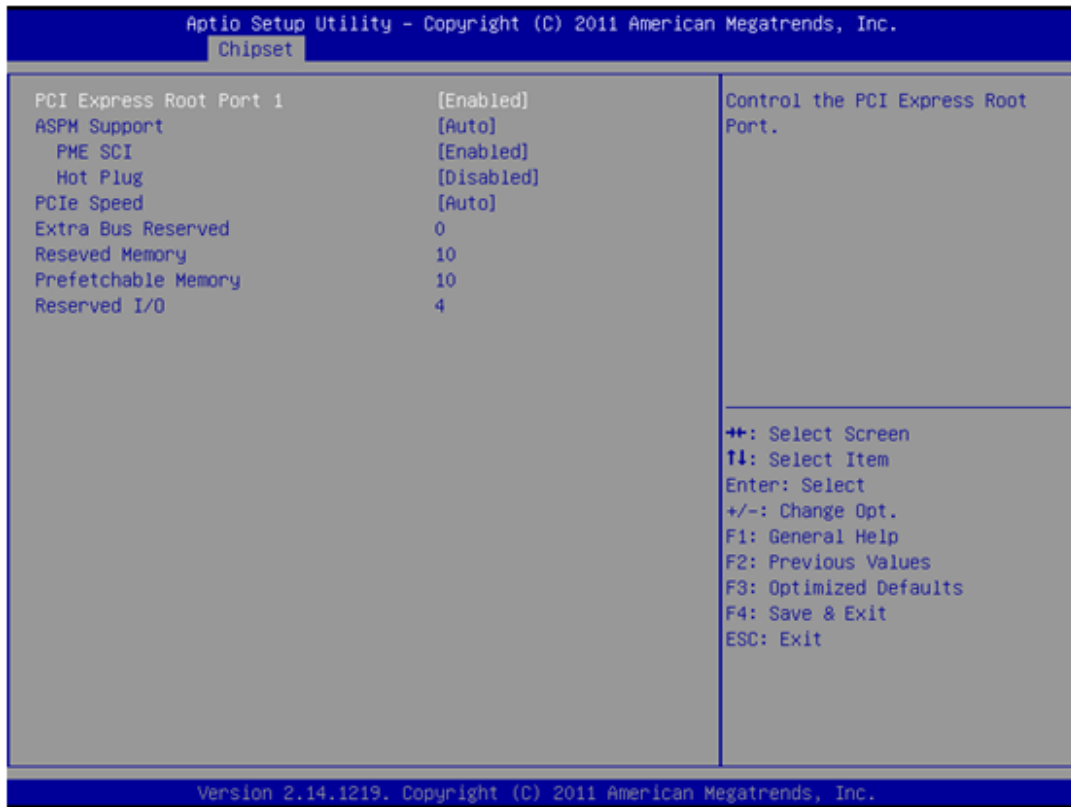 Aptio Setup Utility – Copyright (C) 2011 American Megatrends, Inc.
Chipset
PCI Express Root Port 1 [Enabled]
ASPM Support [Auto]
PME SCI [Enabled]
Hot Plug [Disabled]
PCIe Speed [Auto]
Extra Bus Reserved 0
Reseved Memory 10
Prefetchable Memory 10
Reserved I/O 4
Control the PCI Express Root
Port.
→←: Select Screen
↑↓: Select Item
Enter: Select
+/-: Change Opt.
F1: General Help
F2: Previous Values
F3: Optimized Defaults
F4: Save & Exit
ESC: Exit
Version 2.14.1219. Copyright (C) 2011 American Megatrends, Inc.